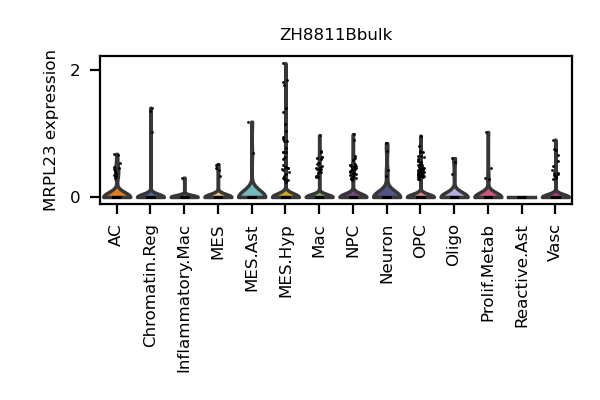 ZH8811Bbulk
MRPL23 expression
2
0
AC
Chromatin.Reg
Inflammatory.Mac
MES
MES.Ast
MES.Hyp
Mac
NPC
Neuron
OPC
Oligo
Prolif.Metab
Reactive.Ast
Vasc